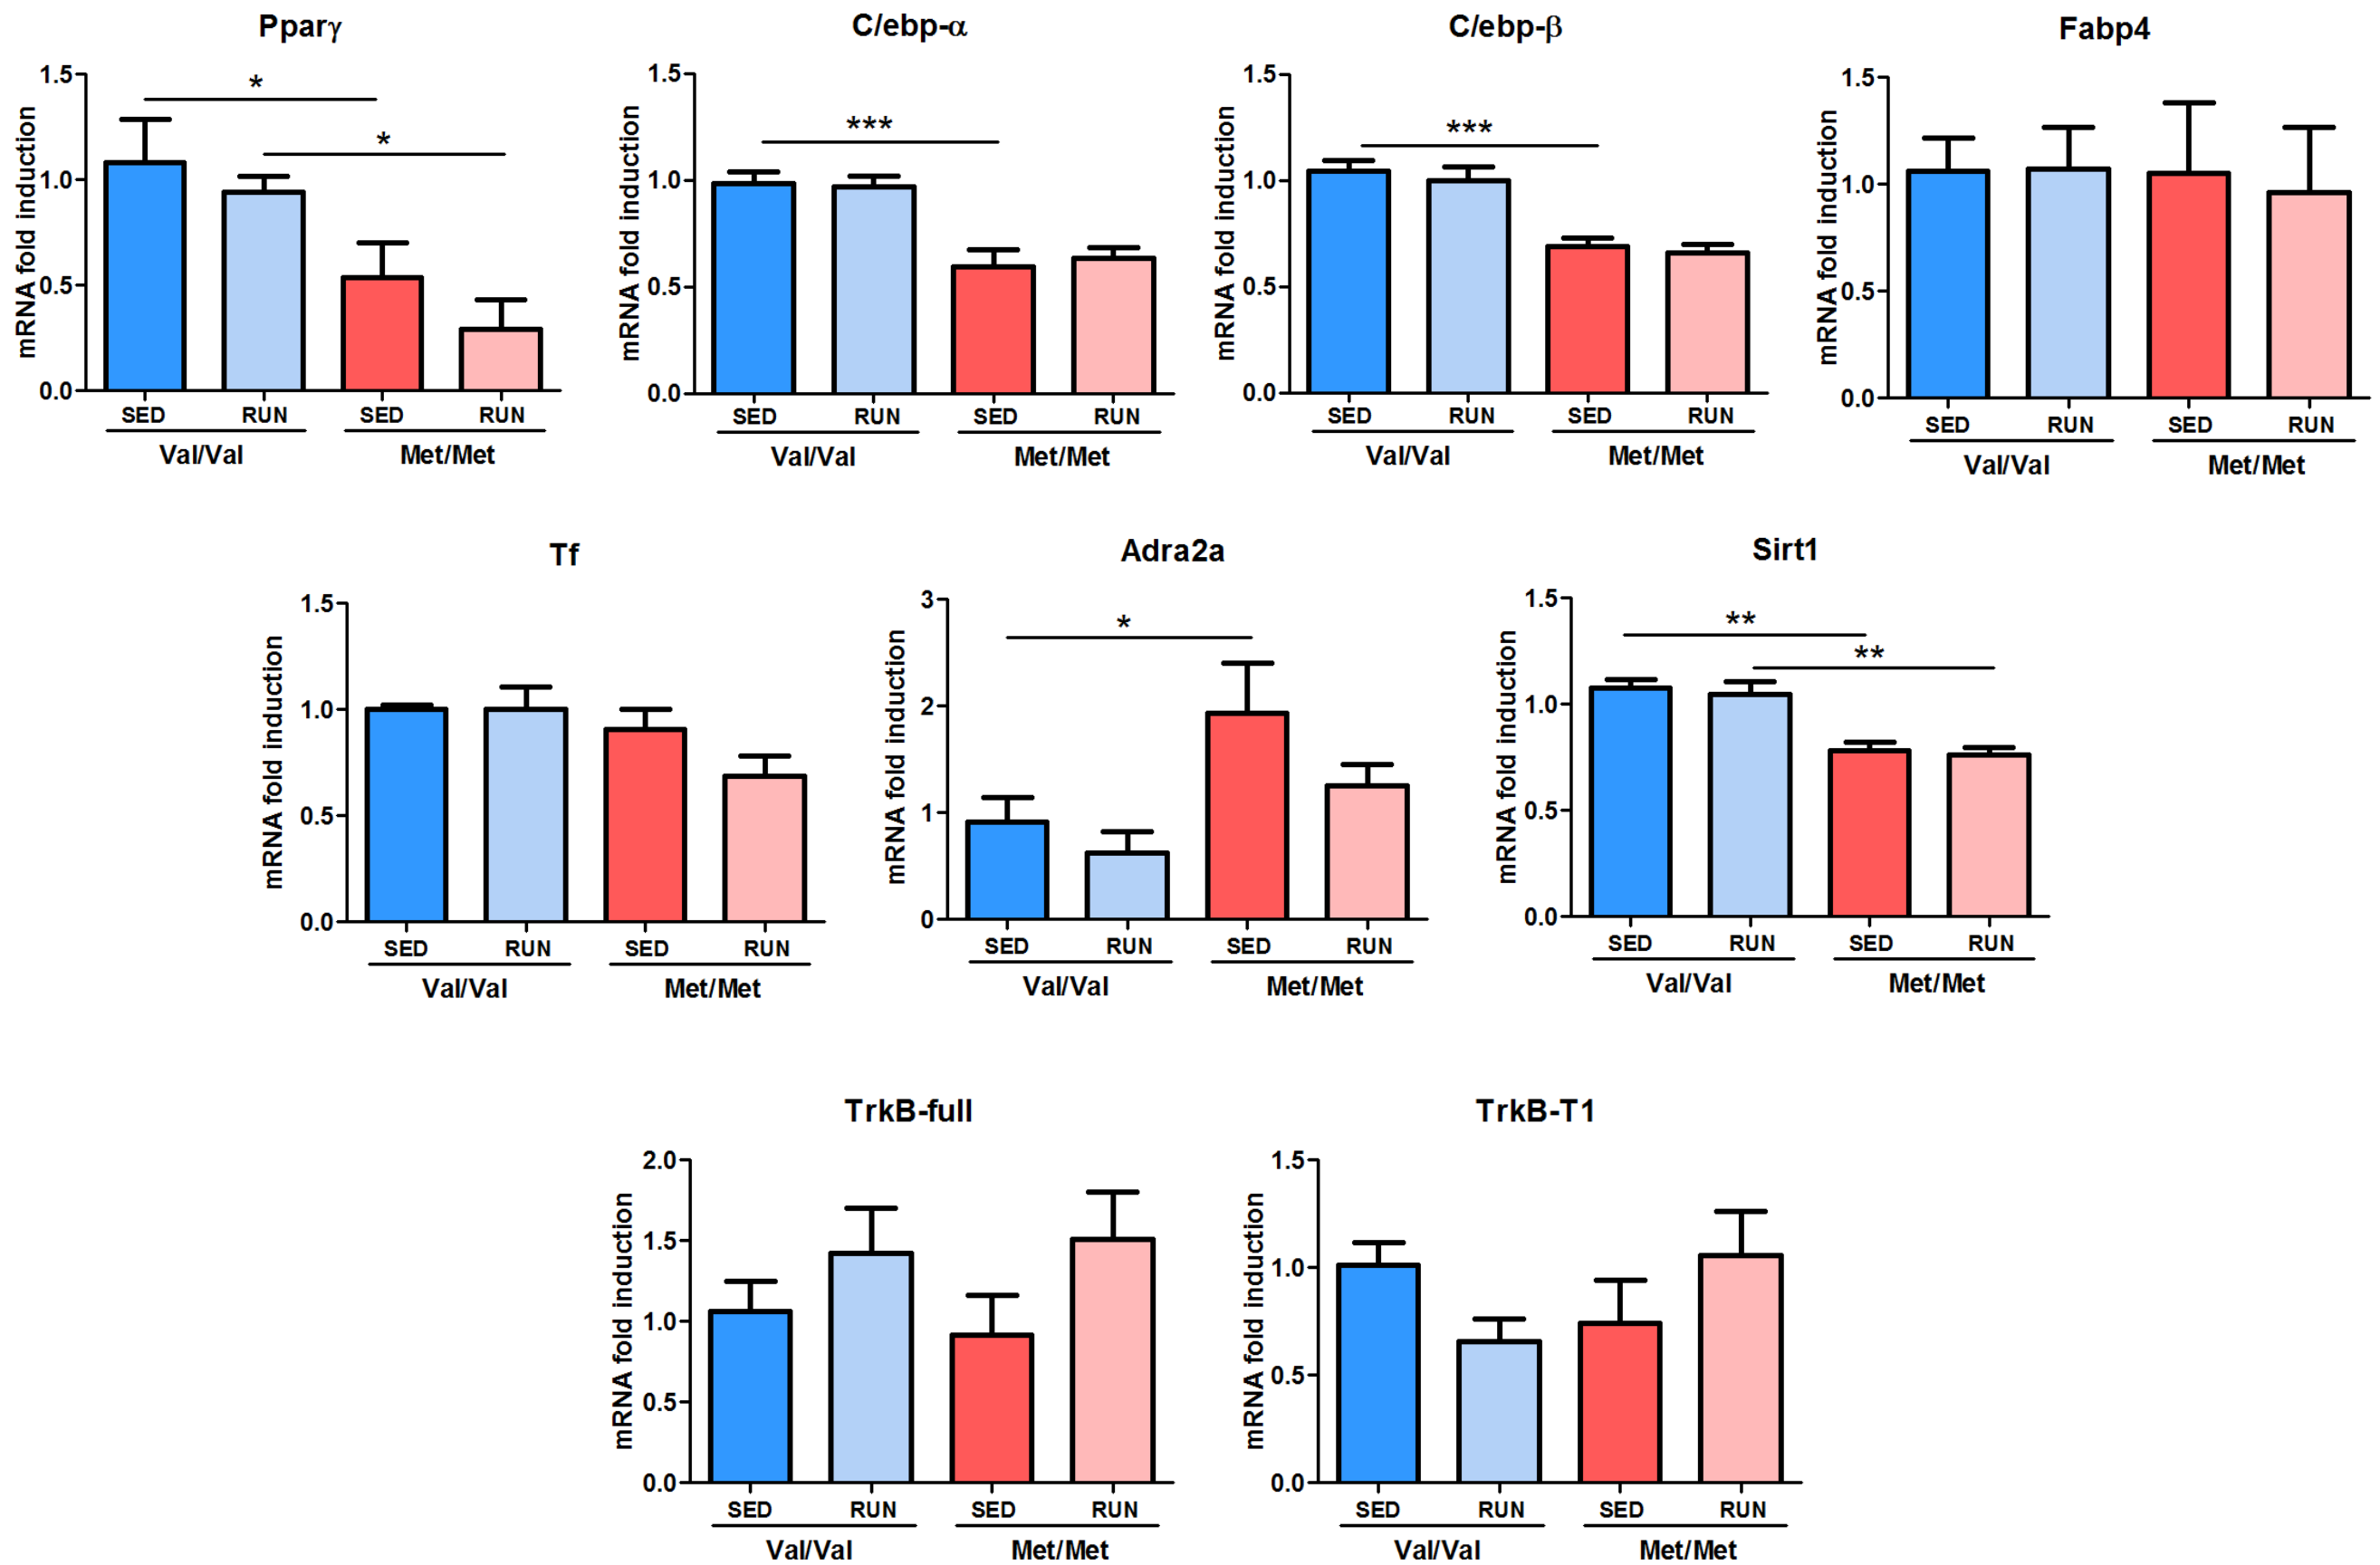 Pparγ
mRNA fold induction
1.5
1.0
0.5
0.0
*
*
SED RUN SED RUN
Val/Val Met/Met
C/ebp-α
mRNA fold induction
1.5
1.0
0.5
0.0
***
SED RUN SED RUN
Val/Val Met/Met
C/ebp-β
mRNA fold induction
1.5
1.0
0.5
0.0
***
SED RUN SED RUN
Val/Val Met/Met
Fabp4
mRNA fold induction
1.5
1.0
0.5
0.0
SED RUN SED RUN
Val/Val Met/Met
Tf
mRNA fold induction
1.5
1.0
0.5
0.0
SED RUN SED RUN
Val/Val Met/Met
Adra2a
mRNA fold induction
3
2
1
0
*
SED RUN SED RUN
Val/Val Met/Met
Sirt1
mRNA fold induction
1.5
1.0
0.5
0.0
**
**
SED RUN SED RUN
Val/Val Met/Met
TrkB-full
mRNA fold induction
2.0
1.5
1.0
0.5
0.0
SED RUN SED RUN
Val/Val Met/Met
TrkB-T1
mRNA fold induction
1.5
1.0
0.5
0.0
SED RUN SED RUN
Val/Val Met/Met